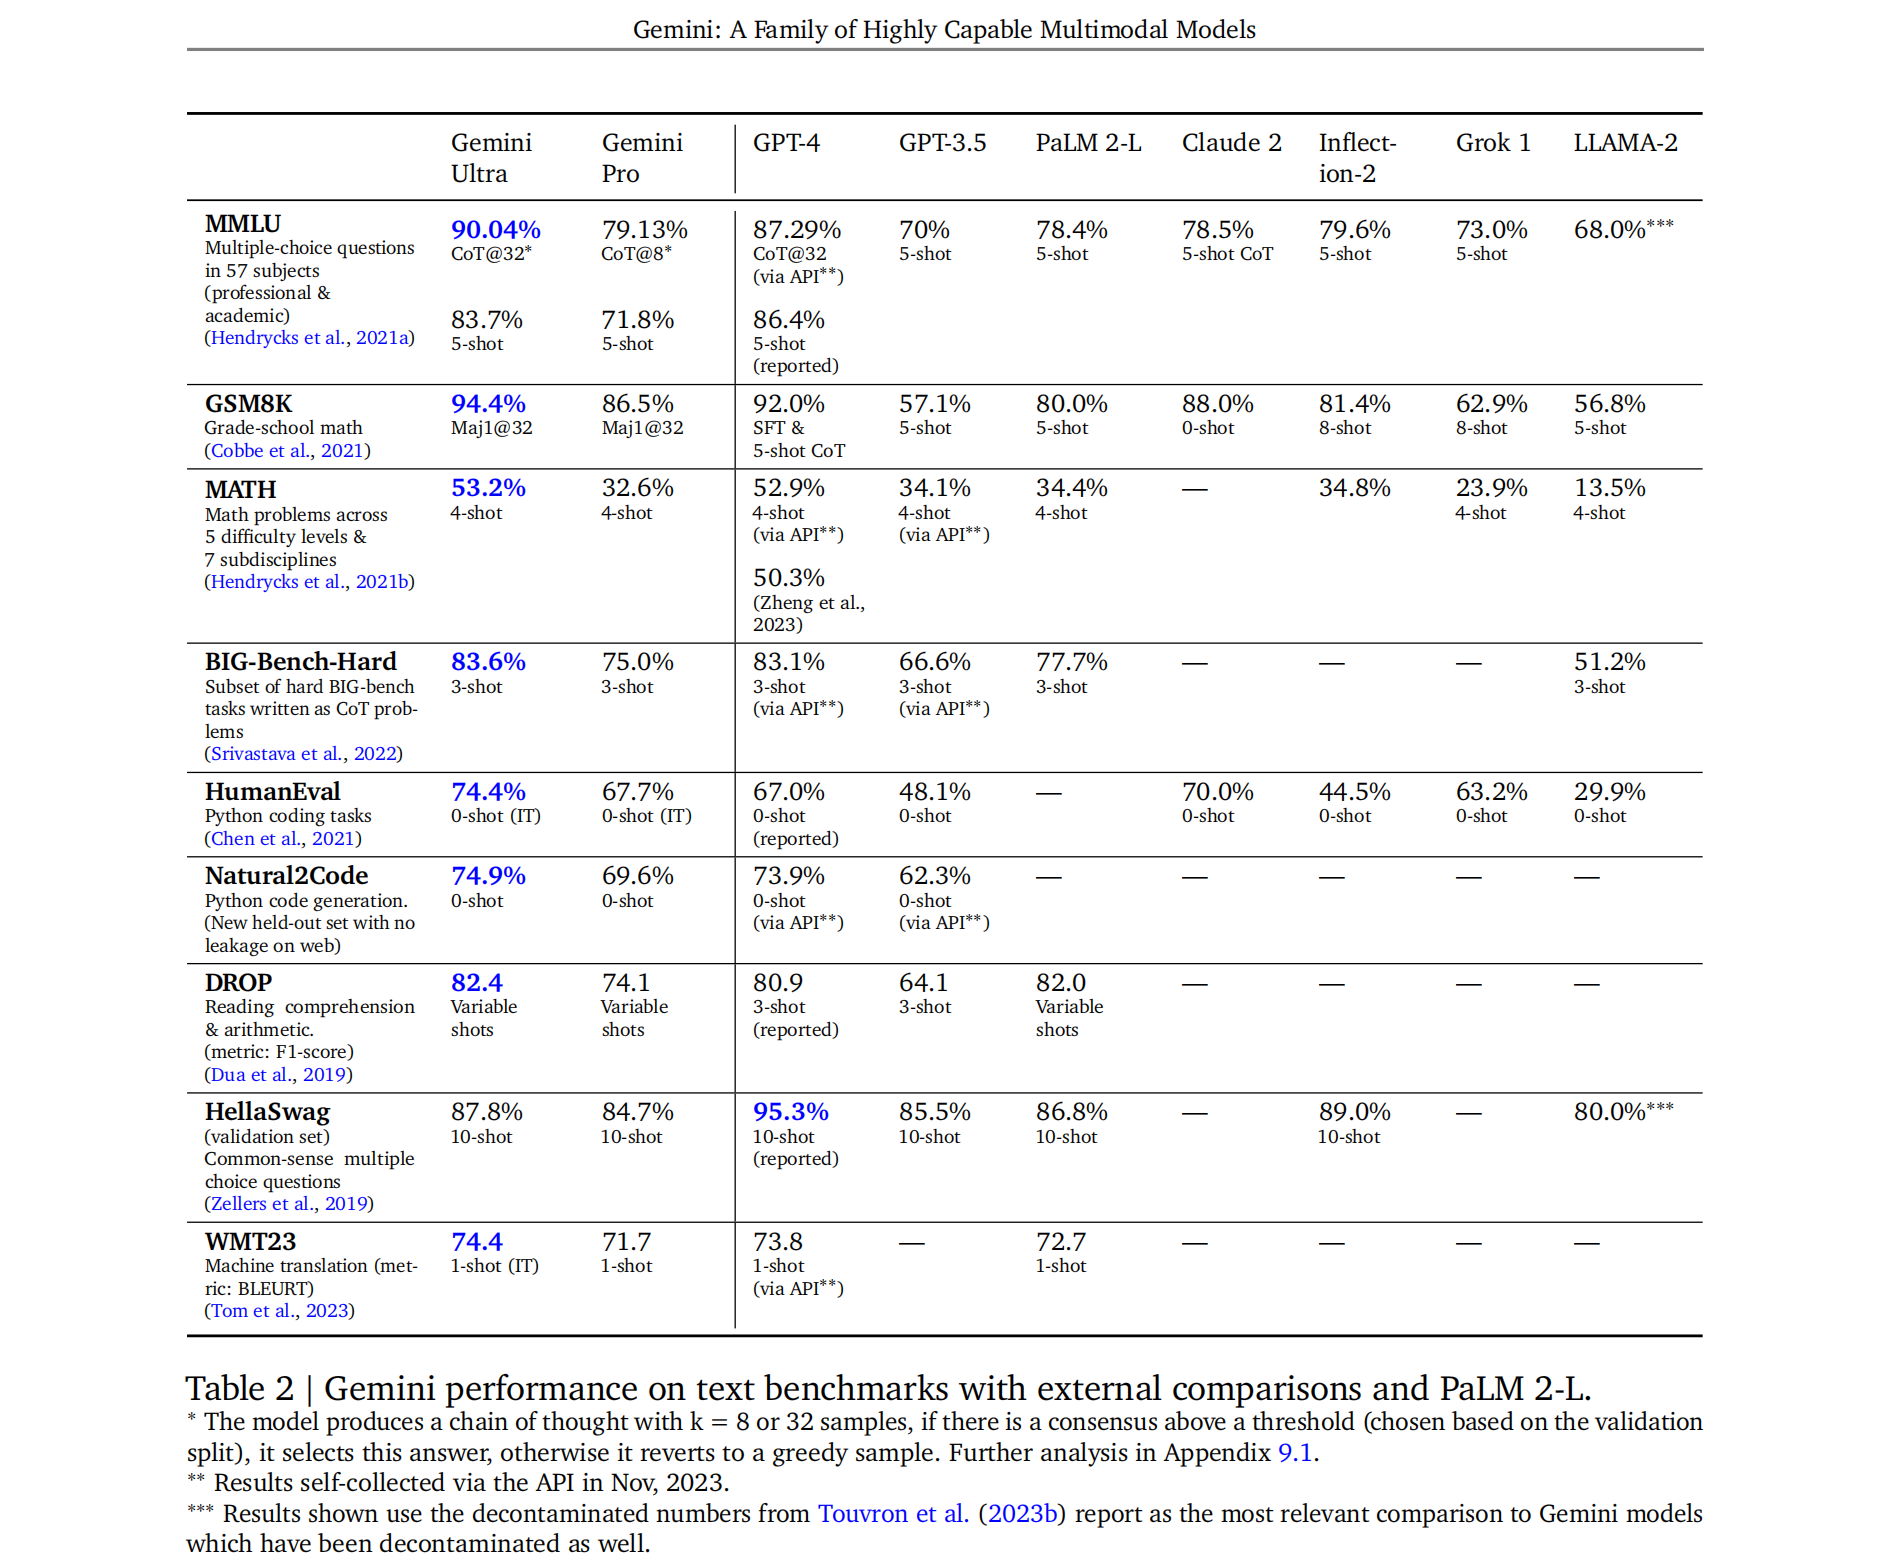 Gemini: A Family of Highly Capable Multimodal Models
Gemini Ultra Gemini Pro GPT-4 GPT-3.5 PaLM 2-L Claude 2 Inflect-ion-2 Grok 1 LLAMA-2
MMLU 90.04% 79.13% 87.29% 70% 78.4% 78.5% 79.6% 73.0% 68.0%***
Multiple-choice questions CoT@32* CoT@8* CoT@32 5-shot 5-shot 5-shot CoT 5-shot 5-shot
in 57 subjects (via API**)
(professional &
academic) 83.7% 71.8% 86.4%
(Hendrycks et al., 2021a) 5-shot 5-shot 5-shot
(reported)
GSM8K 94.4% 86.5% 92.0% 57.1% 80.0% 88.0% 81.4% 62.9% 56.8%
Grade-school math Maj1@32 Maj1@32 SFT & 5-shot 5-shot 0-shot 8-shot 8-shot 5-shot
(Cobbe et al., 2021) 5-shot CoT
MATH 53.2% 32.6% 52.9% 34.1% 34.4% — 34.8% 23.9% 13.5%
Math problems across 4-shot 4-shot 4-shot 4-shot 4-shot 4-shot 4-shot
5 difficulty levels & (via API**) (via API**)
7 subdisciplines
(Hendrycks et al., 2021b) 50.3%
(Zheng et al.,
2023)
BIG-Bench-Hard 83.6% 75.0% 83.1% 66.6% 77.7% — — — 51.2%
Subset of hard BIG-bench 3-shot 3-shot 3-shot 3-shot 3-shot 3-shot
tasks written as CoT prob- (via API**) (via API**)
lems
(Srivastava et al., 2022)
HumanEval 74.4% 67.7% 67.0% 48.1% — 70.0% 44.5% 63.2% 29.9%
Python coding tasks 0-shot (IT) 0-shot (IT) 0-shot 0-shot 0-shot 0-shot 0-shot 0-shot
(Chen et al., 2021) (reported)
Natural2Code 74.9% 69.6% 73.9% 62.3% — — — — —
Python code generation. 0-shot 0-shot 0-shot 0-shot
(New held-out set with no (via API**) (via API**)
leakage on web)
DROP 82.4 74.1 80.9 64.1 82.0 — — — —
Reading comprehension Variable Variable 3-shot 3-shot Variable
& arithmetic. shots shots (reported) shots
(metric: F1-score)
(Dua et al., 2019)
HellaSwag 87.8% 84.7% 95.3% 85.5% 86.8% — 89.0% — 80.0%***
(validation set) 10-shot 10-shot 10-shot 10-shot 10-shot 10-shot
Common-sense multiple (reported)
choice questions
(Zellers et al., 2019)
WMT23 74.4 71.7 73.8 — 72.7 — — — —
Machine translation (met- 1-shot (IT) 1-shot 1-shot 1-shot
ric: BLEURT) (via API**)
(Tom et al., 2023)
Table 2 | Gemini performance on text benchmarks with external comparisons and PaLM 2-L.
* The model produces a chain of thought with k = 8 or 32 samples, if there is a consensus above a threshold (chosen based on the validation
split), it selects this answer, otherwise it reverts to a greedy sample. Further analysis in Appendix 9.1.
** Results self-collected via the API in Nov, 2023.
*** Results shown use the decontaminated numbers from Touvron et al. (2023b) report as the most relevant comparison to Gemini models
which have been decontaminated as well.